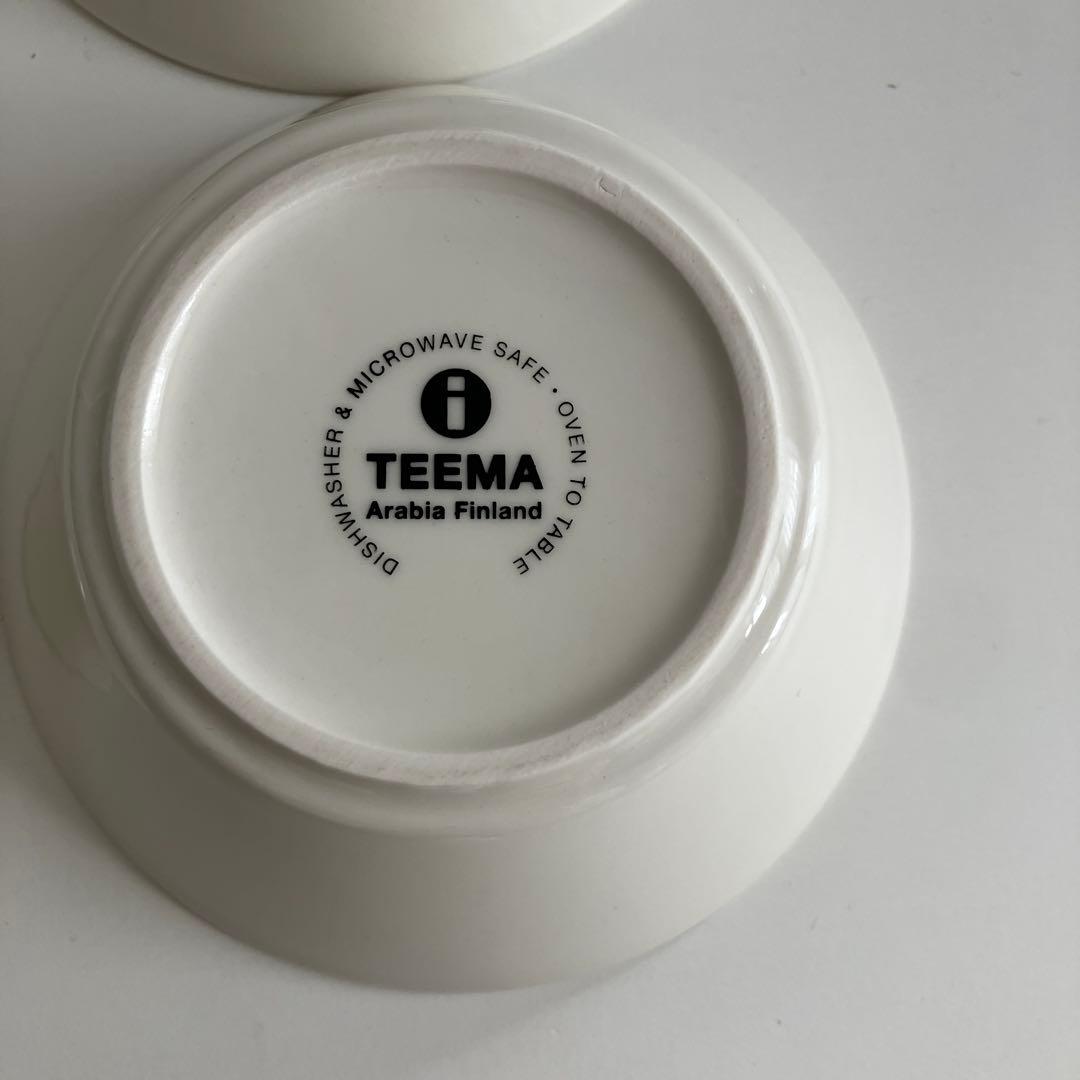 DISHWASHER & MICROWAVE SAFE · OVEN TO TABLE
i
TEEMA
Arabia Finland